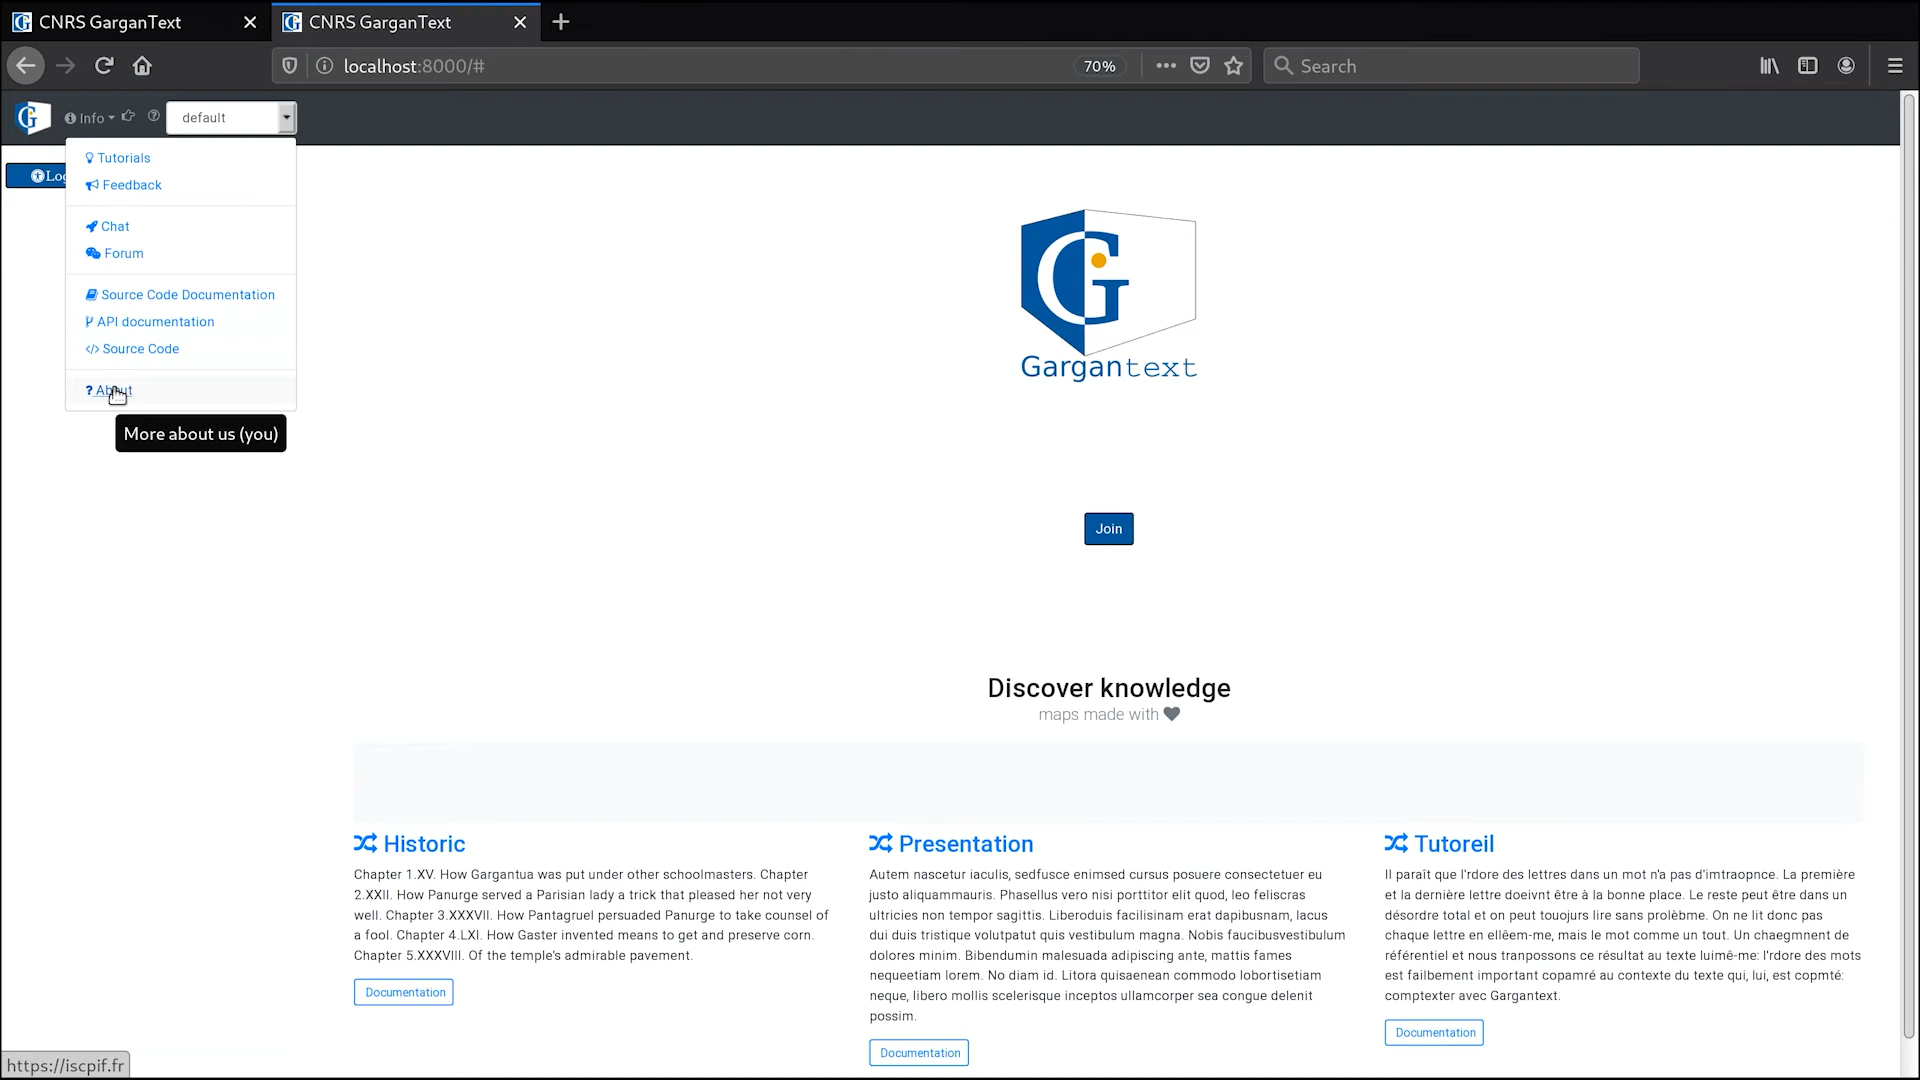 CNRS GarganText
CNRS GarganText
localhost:8000/#
70%
Search
Info
default
Log
Tutorials
Feedback
Chat
Forum
Source Code Documentation
API documentation
Source Code
About
More about us (you)
Gargantext
Join
Discover knowledge
maps made with
Historic
Chapter 1.XV. How Gargantua was put under other schoolmasters. Chapter
2.XXII. How Panurge served a Parisian lady a trick that pleased her not very
well. Chapter 3.XXXVII. How Pantagruel persuaded Panurge to take counsel of
a fool. Chapter 4.LXI. How Gaster invented means to get and preserve corn.
Chapter 5.XXXVIII. Of the temple's admirable pavement.
Documentation
Presentation
Autem nascetur iaculis, sedfusce enimsed cursus posuere consectetuer eu
justo aliquammauris. Phasellus vero nisi porttitor elit quod, leo feliscras
ultricies non tempor sagittis. Liberoduis facilisinam erat dapibusnam, lacus
dui duis tristique volutpatut quis vestibulum magna. Nobis faucibusvestibulum
dolores minim. Bibendumin malesuada adipiscing ante, mattis fames
nequeetiam lorem. No diam id. Litora quisaenean commodo lobortisetiam
neque, libero mollis scelerisque inceptos ullamcorper sea congue delenit
possim.
Documentation
Tutoreil
Il paraît que l'rdore des lettres dans un mot n'a pas d'imtraopnce. La première
et la dernière lettre doeivnt être à la bonne place. Le reste peut être dans un
désordre total et on peut touojurs lire sans prolèbme. On ne lit donc pas
chaque lettre en ellêem-me, mais le mot comme un tout. Un chaegmnent de
référentiel et nous tranpossons ce résultat au texte luimê-me: l'rdore des mots
est failbement important copamré au contexte du texte qui, lui, est copmté:
comptexter avec Gargantext.
Documentation
https://iscpif.fr